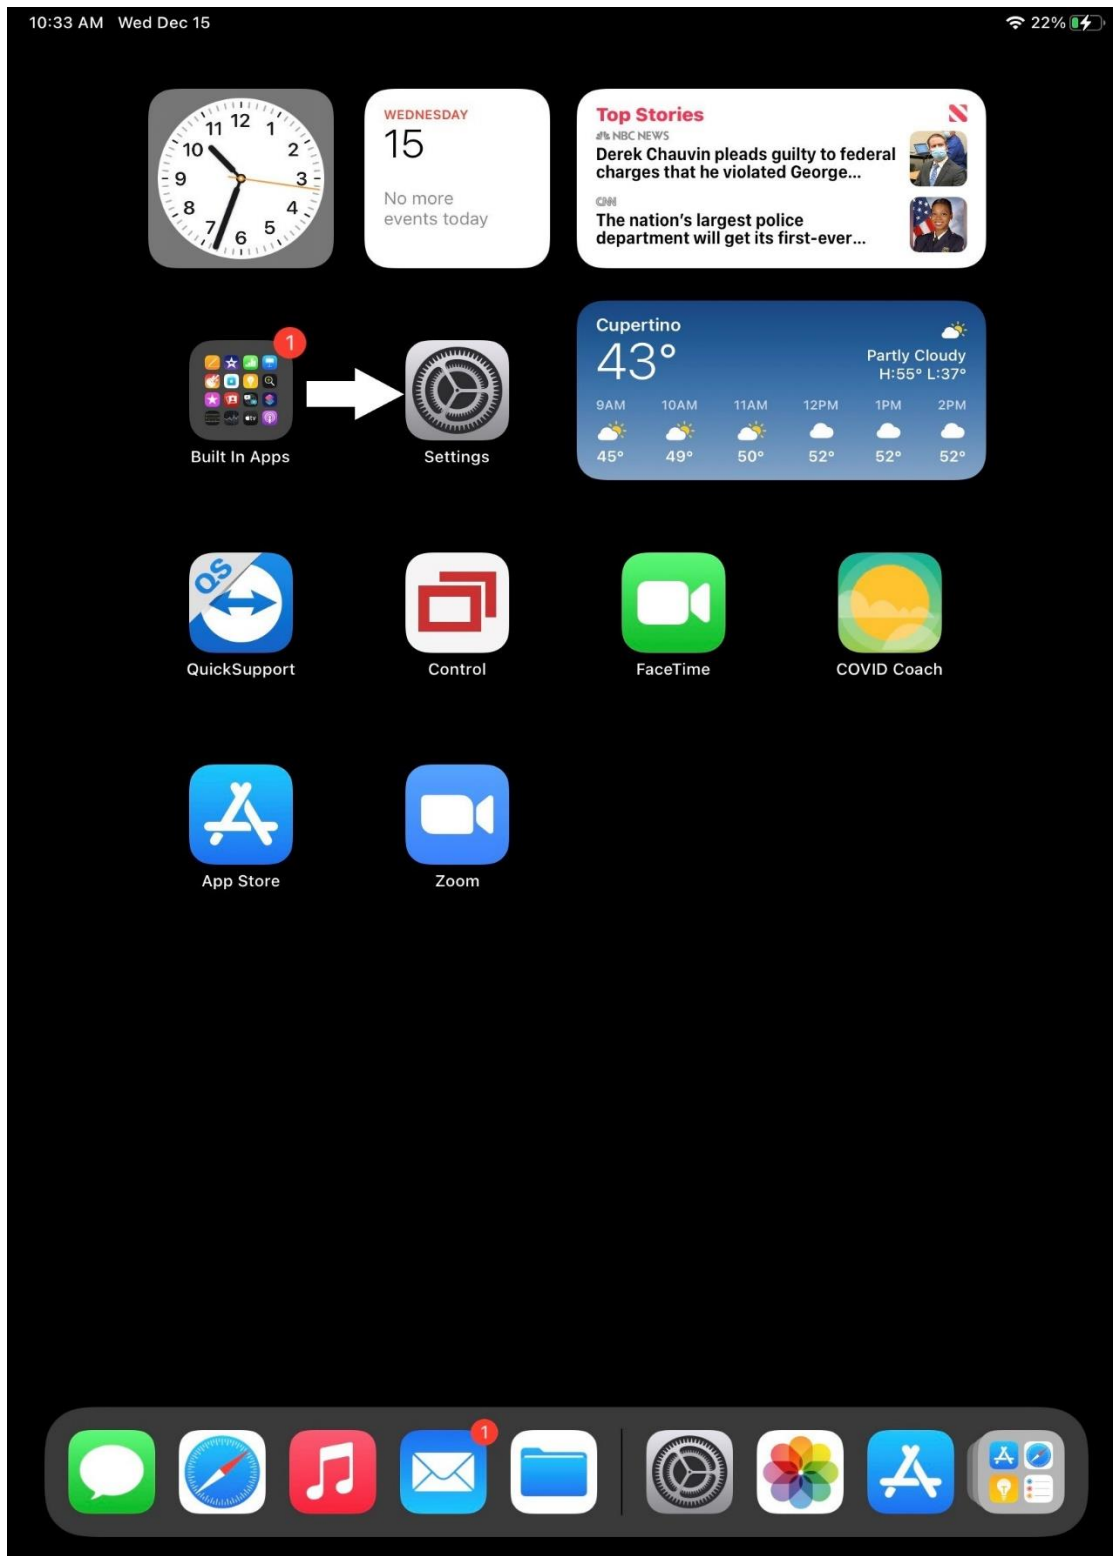 10:33 AM Wed Dec 15
22%
12
11 1
10 2
9 3
8 4
7 5
6
WEDNESDAY
15
No more
events today
Top Stories
NBC NEWS
Derek Chauvin pleads guilty to federal
charges that he violated George...
CNN
The nation's largest police
department will get its first-ever...
1
Built In Apps
Settings
Cupertino
43°
Partly Cloudy
H:55° L:37°
9AM 10AM 11AM 12PM 1PM 2PM
45° 49° 50° 52° 52° 52°
QS
QuickSupport
Control
FaceTime
COVID Coach
App Store
Zoom
1